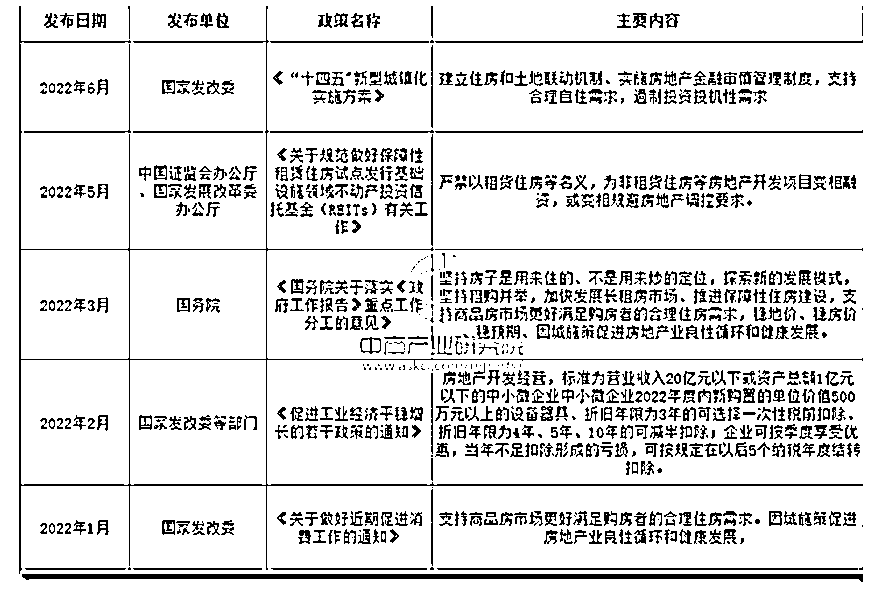 发布日期 发布单位 政策名称 主要内容
2022年6月 国家发改委
《“十四五”新型城镇化
实施方案》
建立住房和土地联动机制、实施房地产金融审慎管理制度，支持
合理自住需求，遏制投资投机性需求
2022年5月
中国证监会办公厅
、国家发展改革委
办公厅
《关于规范做好保障性
租赁住房试点发行基础
设施领域不动产投资信
托基金（REITs）有关工
作》
严禁以租赁住房等名义，为非租赁住房等房地产开发项目变相融
资，或变相规避房地产调控要求。
2022年3月 国务院
《国务院关于落实《政
府工作报告》重点工作
分工的意见》
坚持房子是用来住的、不是用来炒的定位，探索新的发展模式，
坚持租购并举，加快发展长租房市场、推进保障性住房建设，支
持商品房市场更好满足购房者的合理住房需求，稳地价、稳房价
、稳预期、因城施策促进房地产业良性循环和健康发展。
中商产业研究院
2022年2月 国家发改委等部门
《促进工业经济平稳增
长的若干政策的通知》
房地产开发经营，标准为营业收入20亿元以下或资产总额1亿元
以下的中小微企业中小微企业2022年度内新购置的单位价值500
万元以上的设备器具、折旧年限为3年的可选择一次性税前扣除、
折旧年限为4年、5年、10年的可减半扣除；企业可按季度享受优
惠，当年不足扣除形成的亏损，可按规定在以后5个纳税年度结转
扣除。
2022年1月 国家发改委
《关于做好近期促进消
费工作的通知》
支持商品房市场更好满足购房者的合理住房需求。因城施策促进
房地产业良性循环和健康发展，